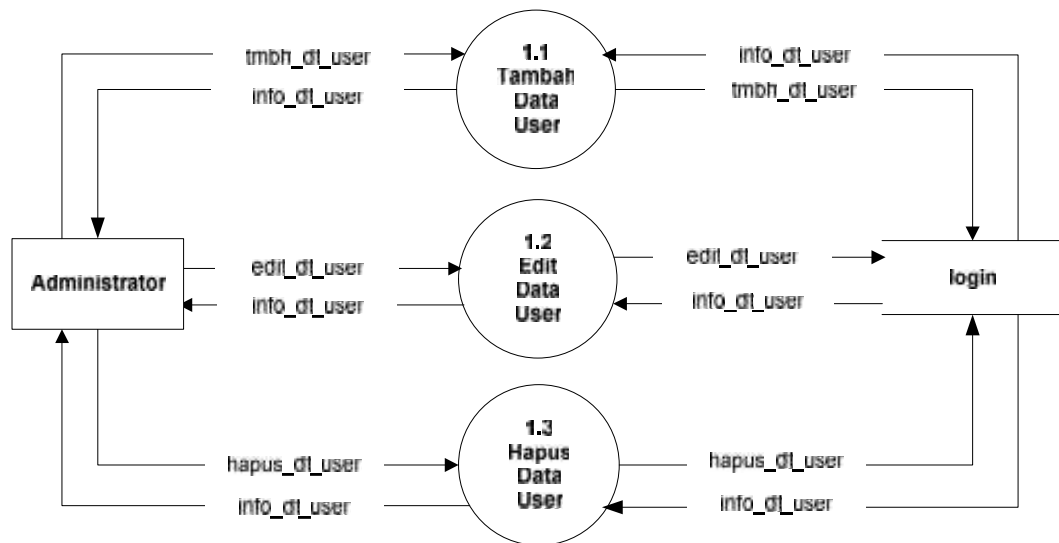 tmbh_dt_user
info_dt_user
1.1
Tambah
Data
User
info_dt_user
tmbh_dt_user
Administrator
edit_dt_user
info_dt_user
1.2
Edit
Data
User
edit_dt_user
info_dt_user
login
hapus_dt_user
info_dt_user
1.3
Hapus
Data
User
hapus_dt_user
info_dt_user